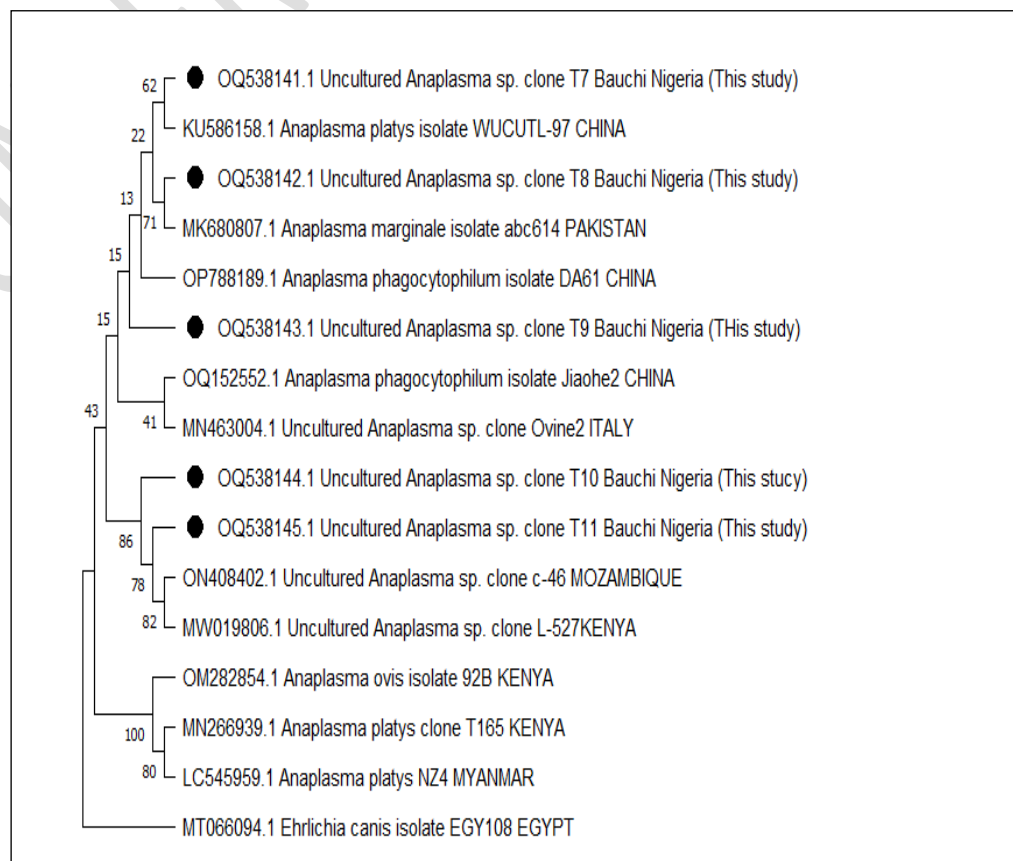 62
OQ538141.1 Uncultured Anaplasma sp. clone T7 Bauchi Nigeria (This study)
KU586158.1 Anaplasma platys isolate WUCUTL-97 CHINA
22
OQ538142.1 Uncultured Anaplasma sp. clone T8 Bauchi Nigeria (This study)
13
71
MK680807.1 Anaplasma marginale isolate abc614 PAKISTAN
15
OP788189.1 Anaplasma phagocytophilum isolate DA61 CHINA
15
OQ538143.1 Uncultured Anaplasma sp. clone T9 Bauchi Nigeria (THis study)
OQ152552.1 Anaplasma phagocytophilum isolate Jiaohe2 CHINA
43
41
MN463004.1 Uncultured Anaplasma sp. clone Ovine2 ITALY
OQ538144.1 Uncultured Anaplasma sp. clone T10 Bauchi Nigeria (This stucy)
86
OQ538145.1 Uncultured Anaplasma sp. clone T11 Bauchi Nigeria (This study)
78
ON408402.1 Uncultured Anaplasma sp. clone c-46 MOZAMBIQUE
82
MW019806.1 Uncultured Anaplasma sp. clone L-527KENYA
OM282854.1 Anaplasma ovis isolate 92B KENYA
100
MN266939.1 Anaplasma platys clone T165 KENYA
80
LC545959.1 Anaplasma platys NZ4 MYANMAR
MT066094.1 Ehrlichia canis isolate EGY108 EGYPT